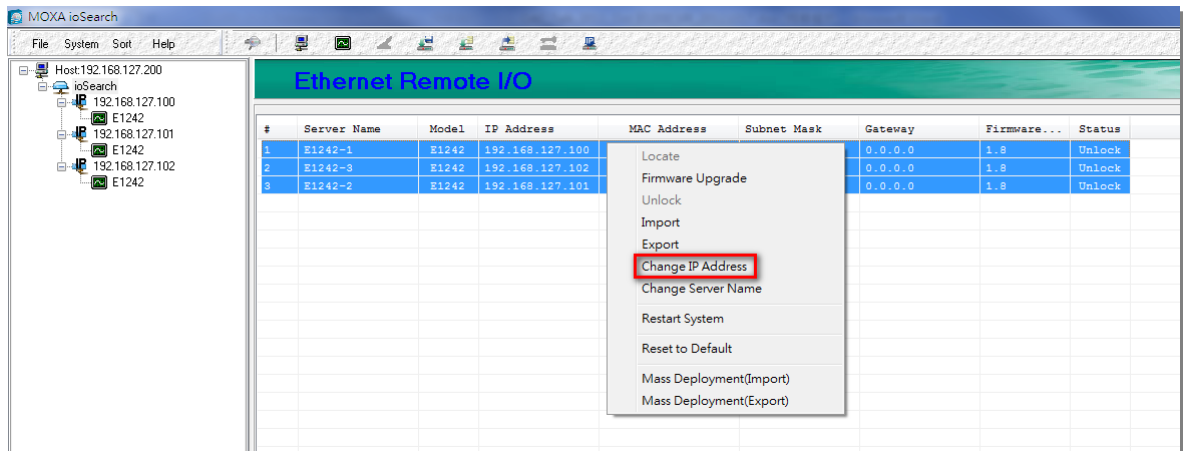 MOXA ioSearch
File System Sort Help
Host:192.168.127.200
ioSearch
192.168.127.100
E1242
192.168.127.101
E1242
192.168.127.102
E1242
Ethernet Remote I/O
# Server Name Model IP Address MAC Address Subnet Mask Gateway Firmware... Status
1 E1242-1 E1242 192.168.127.100 0.0.0.0 1.8 Unlock
2 E1242-3 E1242 192.168.127.102 0.0.0.0 1.8 Unlock
3 E1242-2 E1242 192.168.127.101 0.0.0.0 1.8 Unlock
Locate
Firmware Upgrade
Unlock
Import
Export
Change IP Address
Change Server Name
Restart System
Reset to Default
Mass Deployment(Import)
Mass Deployment(Export)